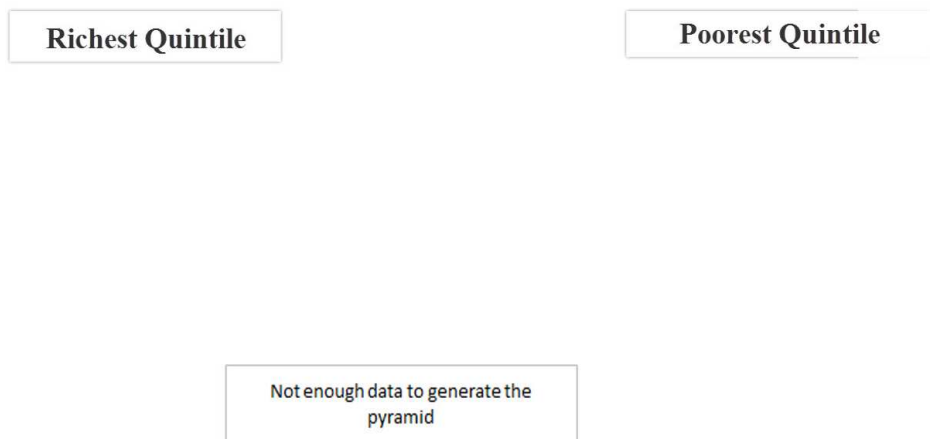 Richest Quintile
Poorest Quintile
Not enough data to generate the
pyramid